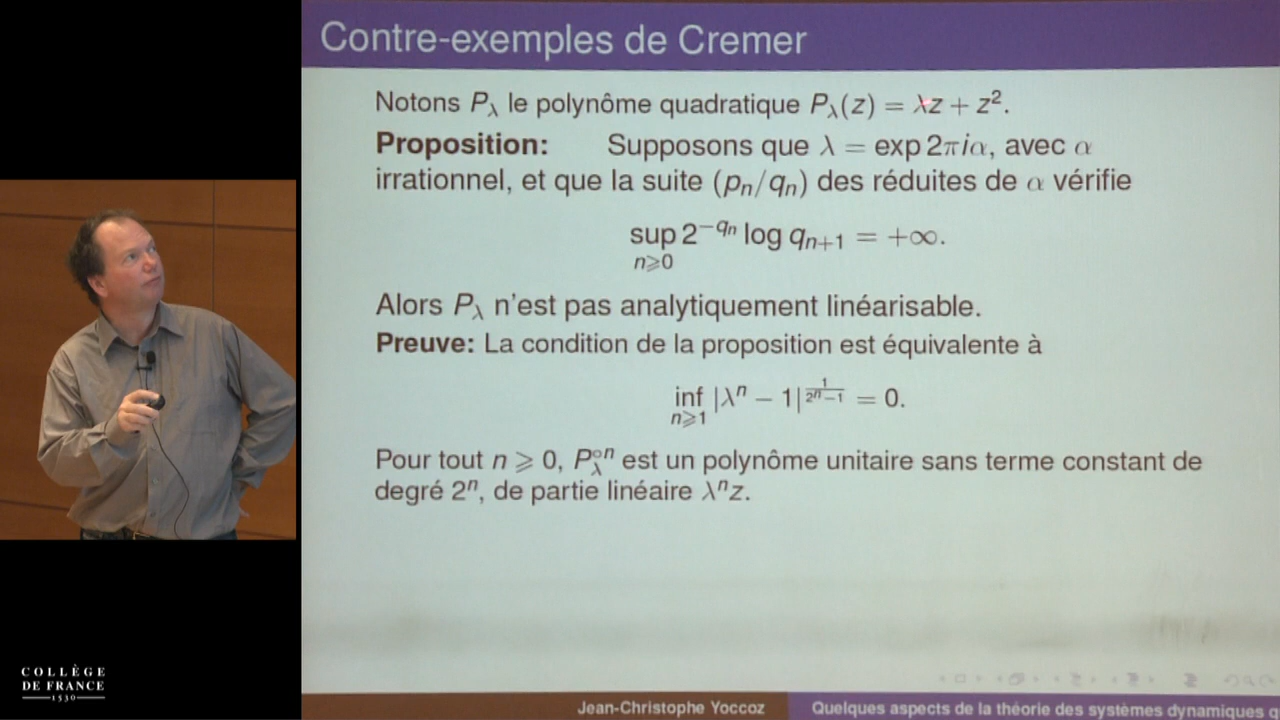 Contre-exemples de Cremer
Notons P_λ le polynôme quadratique P_λ(z) = λz + z².
Proposition: Supposons que λ = exp 2πiα, avec α
irrationnel, et que la suite (p_n/q_n) des réduites de α vérifie
sup_{n⩾0} 2^{-q_n} log q_{n+1} = +∞.
Alors P_λ n'est pas analytiquement linéarisable.
Preuve: La condition de la proposition est équivalente à
inf_{n⩾1} |λ^n − 1|^{1/(2^n−1)} = 0.
Pour tout n ⩾ 0, P_λ^{∘n} est un polynôme unitaire sans terme constant de
degré 2^n, de partie linéaire λ^n z.
COLLÈGE
DE FRANCE
1530
Jean-Christophe Yoccoz
Quelques aspects de la théorie des systèmes dynamiques q